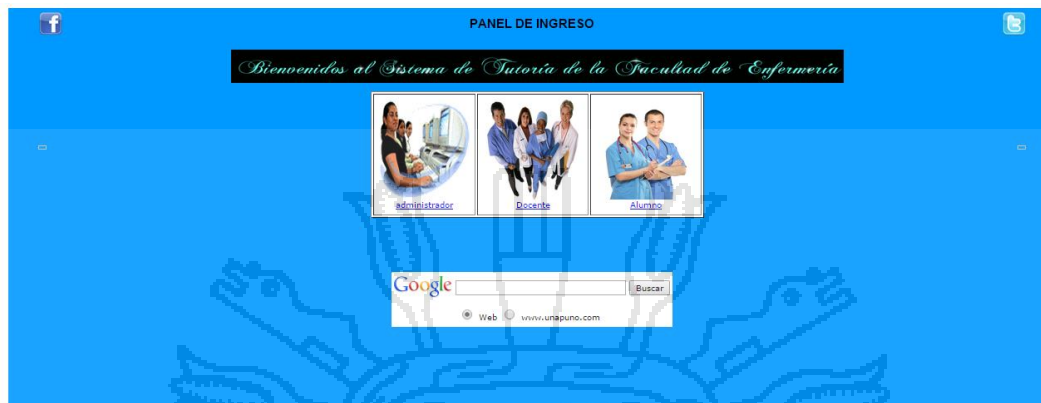 PANEL DE INGRESO
Bienvenidos al Sistema de Tutoría de la Facultad de Enfermería
administrador
Docente
Alumno
Google
Buscar
Web
www.unapuno.com